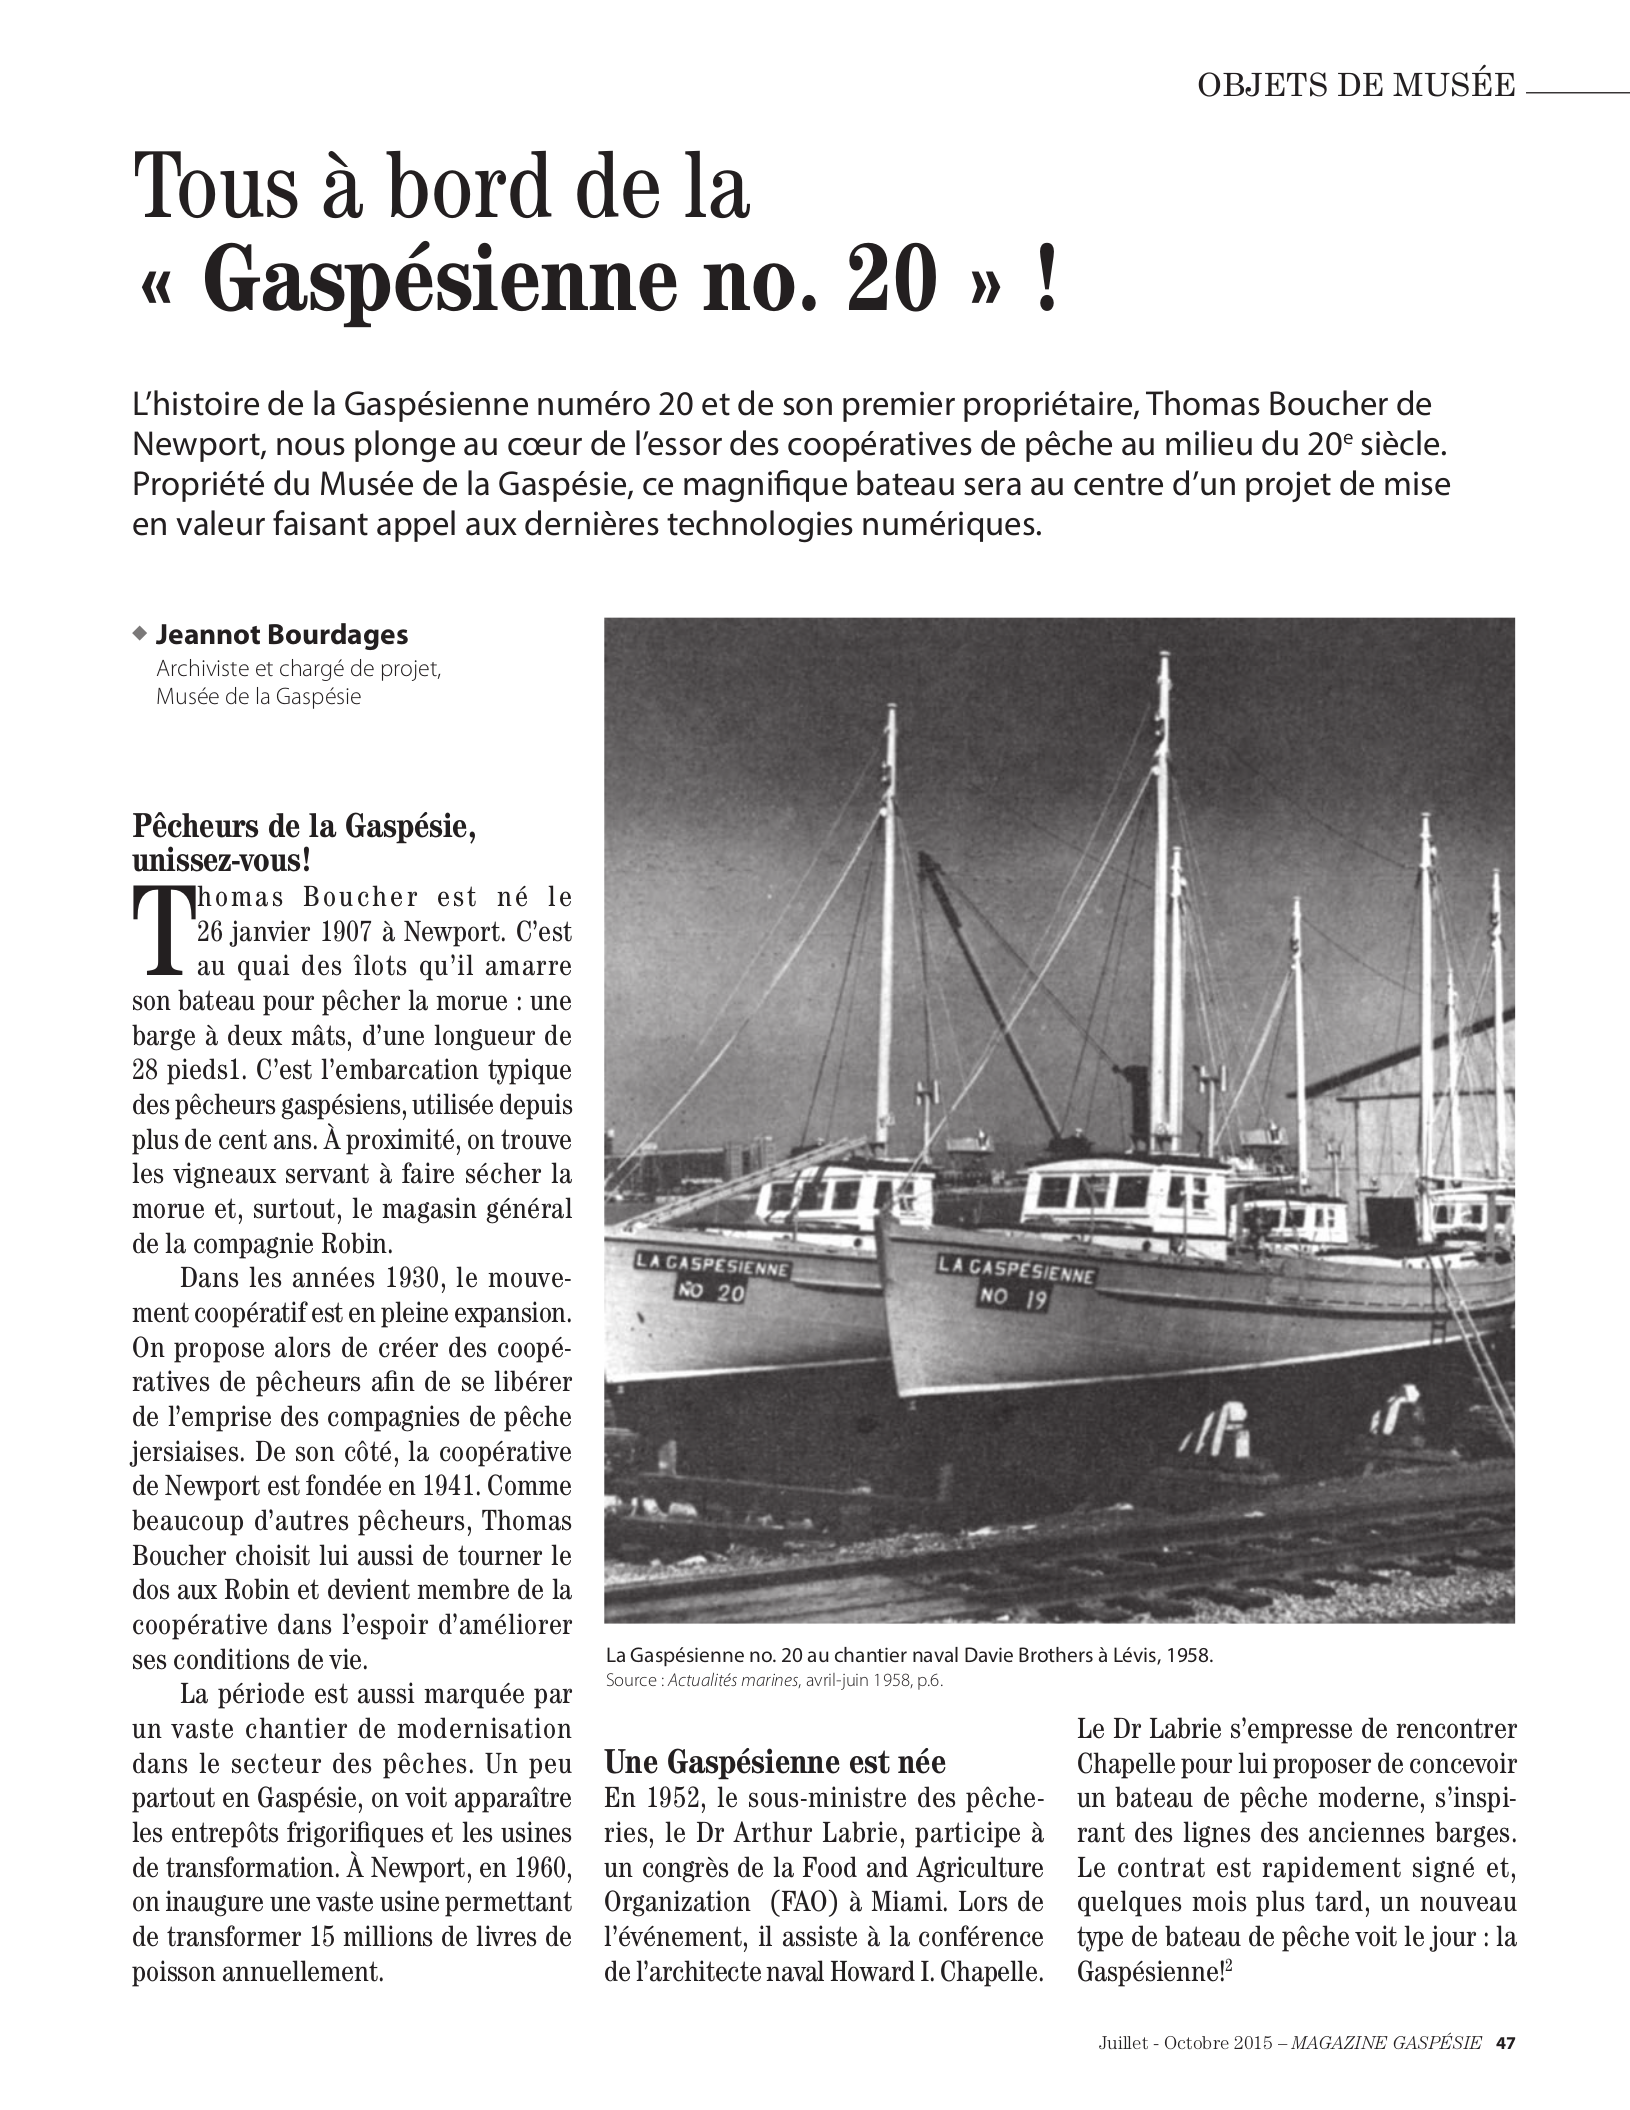 OBJETS DE MUSÉE
Tous à bord de la
« Gaspésienne no. 20 » !
L’histoire de la Gaspésienne numéro 20 et de son premier propriétaire, Thomas Boucher de
Newport, nous plonge au cœur de l’essor des coopératives de pêche au milieu du 20e siècle.
Propriété du Musée de la Gaspésie, ce magnifique bateau sera au centre d’un projet de mise
en valeur faisant appel aux dernières technologies numériques.
Jeannot Bourdages
Archiviste et chargé de projet,
Musée de la Gaspésie
Pêcheurs de la Gaspésie,
unissez-vous!
Thomas Boucher est né le
26 janvier 1907 à Newport. C’est
au quai des îlots qu’il amarre
son bateau pour pêcher la morue : une
barge à deux mâts, d’une longueur de
28 pieds1. C’est l’embarcation typique
des pêcheurs gaspésiens, utilisée depuis
plus de cent ans. À proximité, on trouve
les vigneaux servant à faire sécher la
morue et, surtout, le magasin général
de la compagnie Robin.
Dans les années 1930, le mouve-
ment coopératif est en pleine expansion.
On propose alors de créer des coopé-
ratives de pêcheurs afin de se libérer
de l’emprise des compagnies de pêche
jersiaises. De son côté, la coopérative
de Newport est fondée en 1941. Comme
beaucoup d’autres pêcheurs, Thomas
Boucher choisit lui aussi de tourner le
dos aux Robin et devient membre de la
coopérative dans l’espoir d’améliorer
ses conditions de vie.
La période est aussi marquée par
un vaste chantier de modernisation
dans le secteur des pêches. Un peu
partout en Gaspésie, on voit apparaître
les entrepôts frigorifiques et les usines
de transformation. À Newport, en 1960,
on inaugure une vaste usine permettant
de transformer 15 millions de livres de
poisson annuellement.
LA GASPÉSIENNE
NO 20
LA GASPÉSIENNE
NO 19
La Gaspésienne no. 20 au chantier naval Davie Brothers à Lévis, 1958.
Source : Actualités marines, avril-juin 1958, p.6.
Une Gaspésienne est née
En 1952, le sous-ministre des pêche-
ries, le Dr Arthur Labrie, participe à
un congrès de la Food and Agriculture
Organization (FAO) à Miami. Lors de
l’événement, il assiste à la conférence
de l’architecte naval Howard I. Chapelle.
Le Dr Labrie s’empresse de rencontrer
Chapelle pour lui proposer de concevoir
un bateau de pêche moderne, s’inspi-
rant des lignes des anciennes barges.
Le contrat est rapidement signé et,
quelques mois plus tard, un nouveau
type de bateau de pêche voit le jour : la
Gaspésienne!2
Juillet - Octobre 2015 – MAGAZINE GASPÉSIE 47